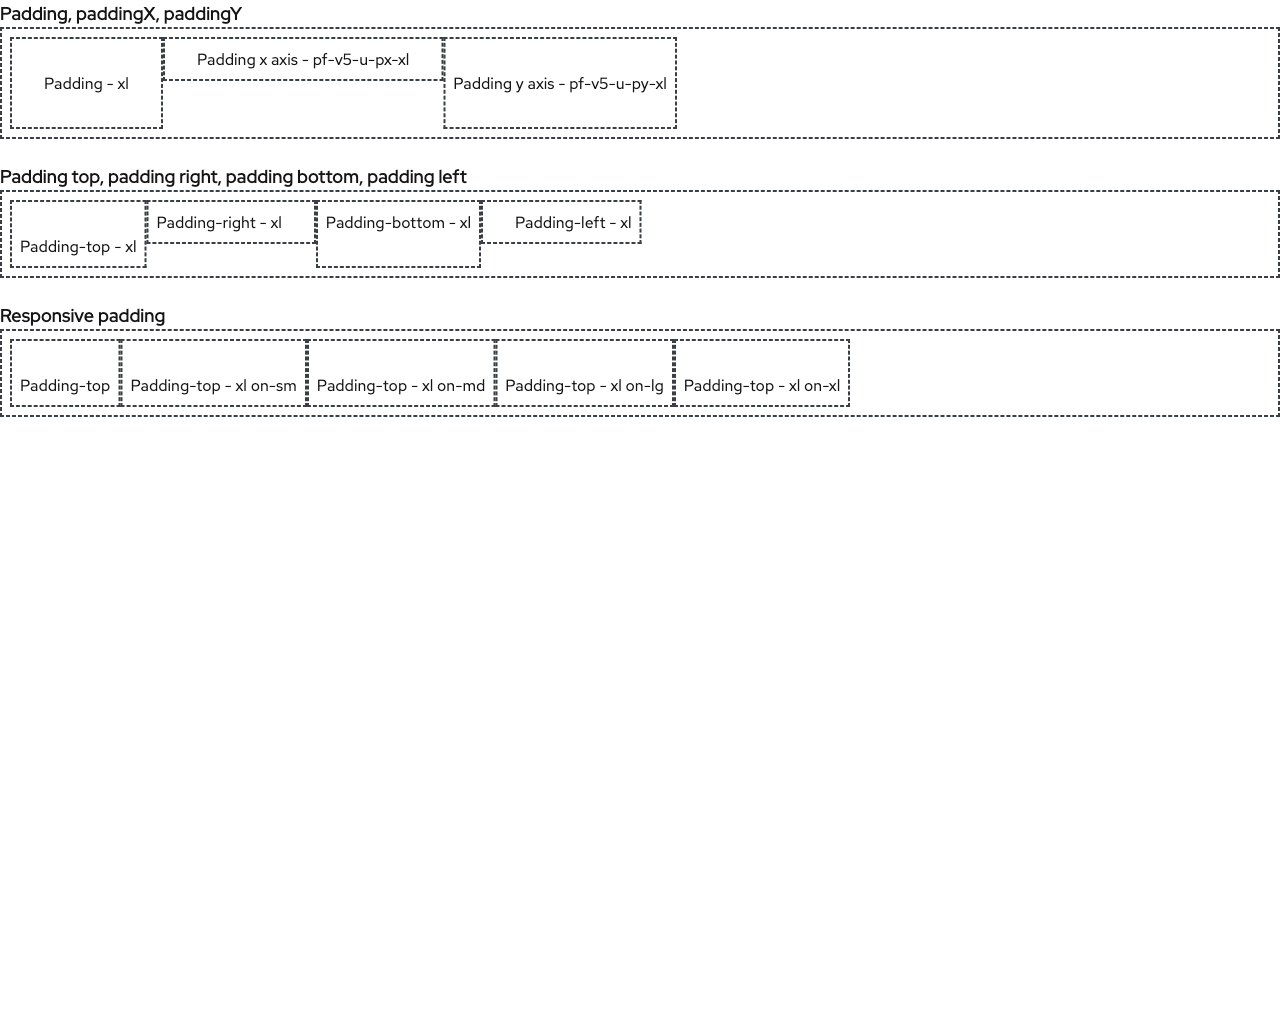 Padding, paddingX, paddingY
Padding - xl
Padding x axis - pf-v5-u-px-xl
Padding y axis - pf-v5-u-py-xl
Padding top, padding right, padding bottom, padding left
Padding-top - xl
Padding-right - xl
Padding-bottom - xl
Padding-left - xl
Responsive padding
Padding-top
Padding-top - xl on-sm
Padding-top - xl on-md
Padding-top - xl on-lg
Padding-top - xl on-xl